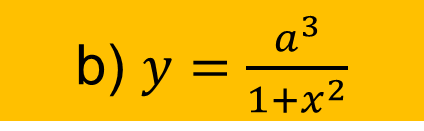 b) y = a³/1+x²